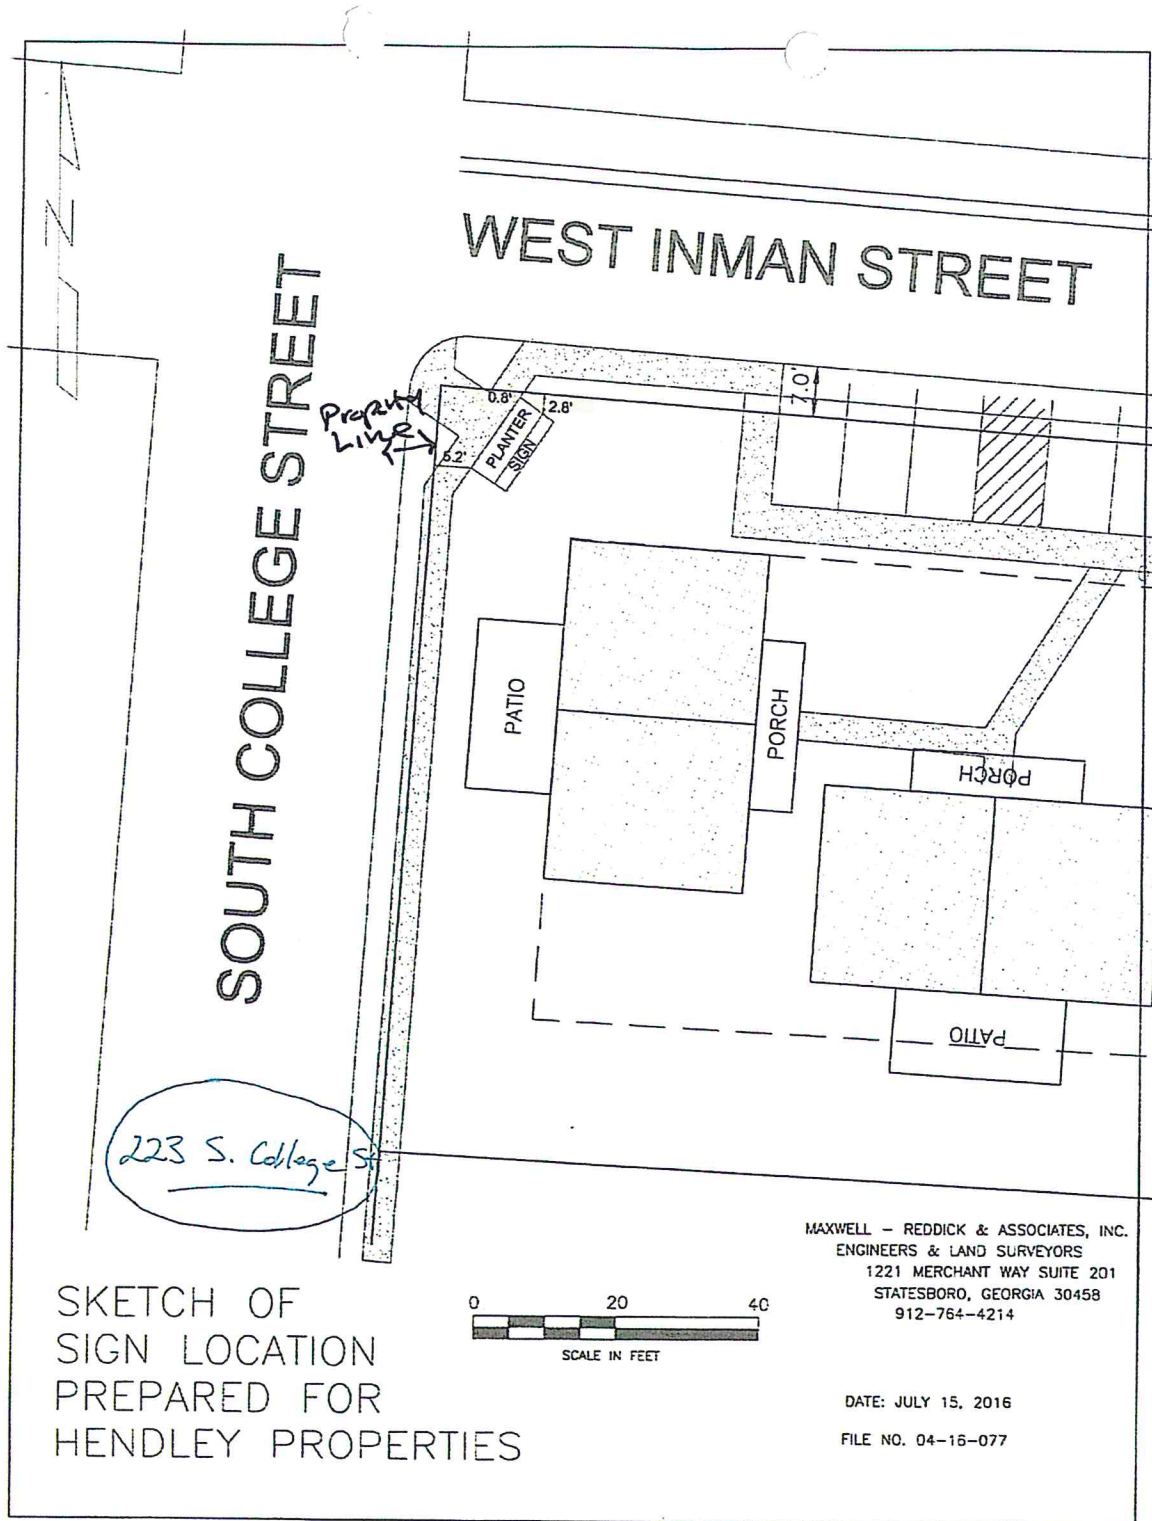 N
WEST INMAN STREET
SOUTH COLLEGE STREET
Property
Line
0.8'
2.8'
7.0'
5.2'
PLANTER
SIGN
PATIO
PORCH
PORCH
PATIO
223 S. College St
MAXWELL – REDDICK & ASSOCIATES, INC.
ENGINEERS & LAND SURVEYORS
1221 MERCHANT WAY SUITE 201
STATESBORO, GEORGIA 30458
912-764-4214
SKETCH OF
SIGN LOCATION
PREPARED FOR
HENDLEY PROPERTIES
0 20 40
SCALE IN FEET
DATE: JULY 15, 2016
FILE NO. 04-16-077